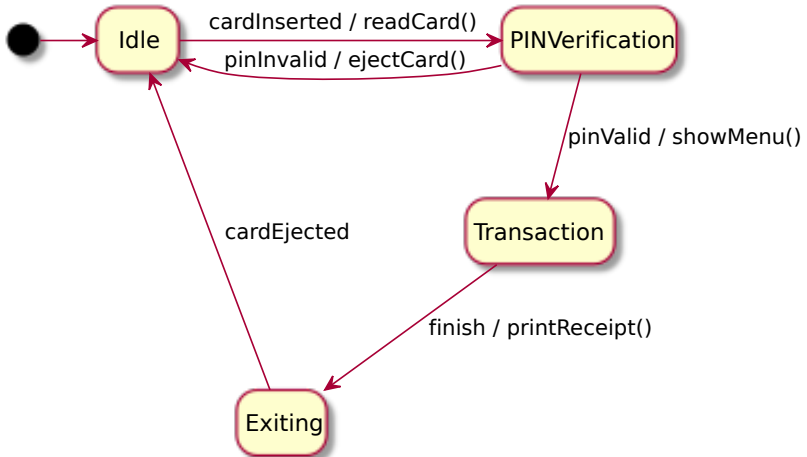 Idle
cardInserted / readCard()
PINVerification
pinInvalid / ejectCard()
pinValid / showMenu()
Transaction
cardEjected
finish / printReceipt()
Exiting